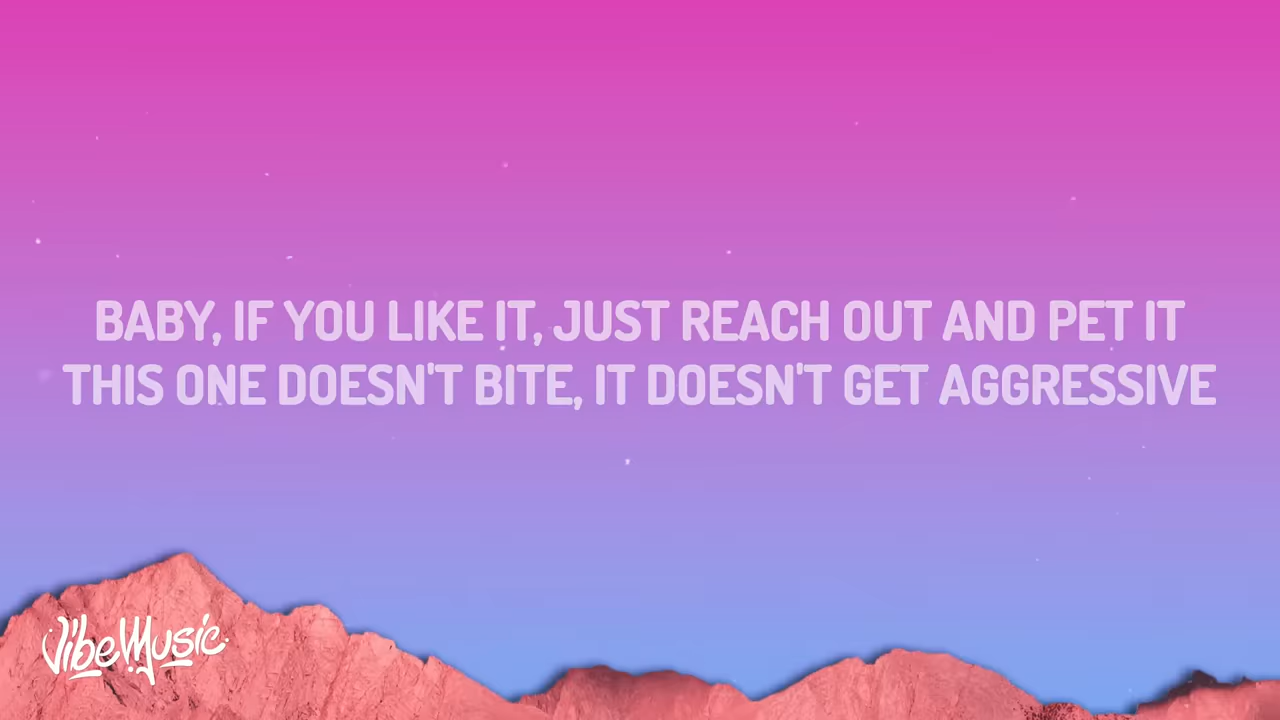 BABY, IF YOU LIKE IT, JUST REACH OUT AND PET IT
THIS ONE DOESN'T BITE, IT DOESN'T GET AGGRESSIVE
VibeMusic